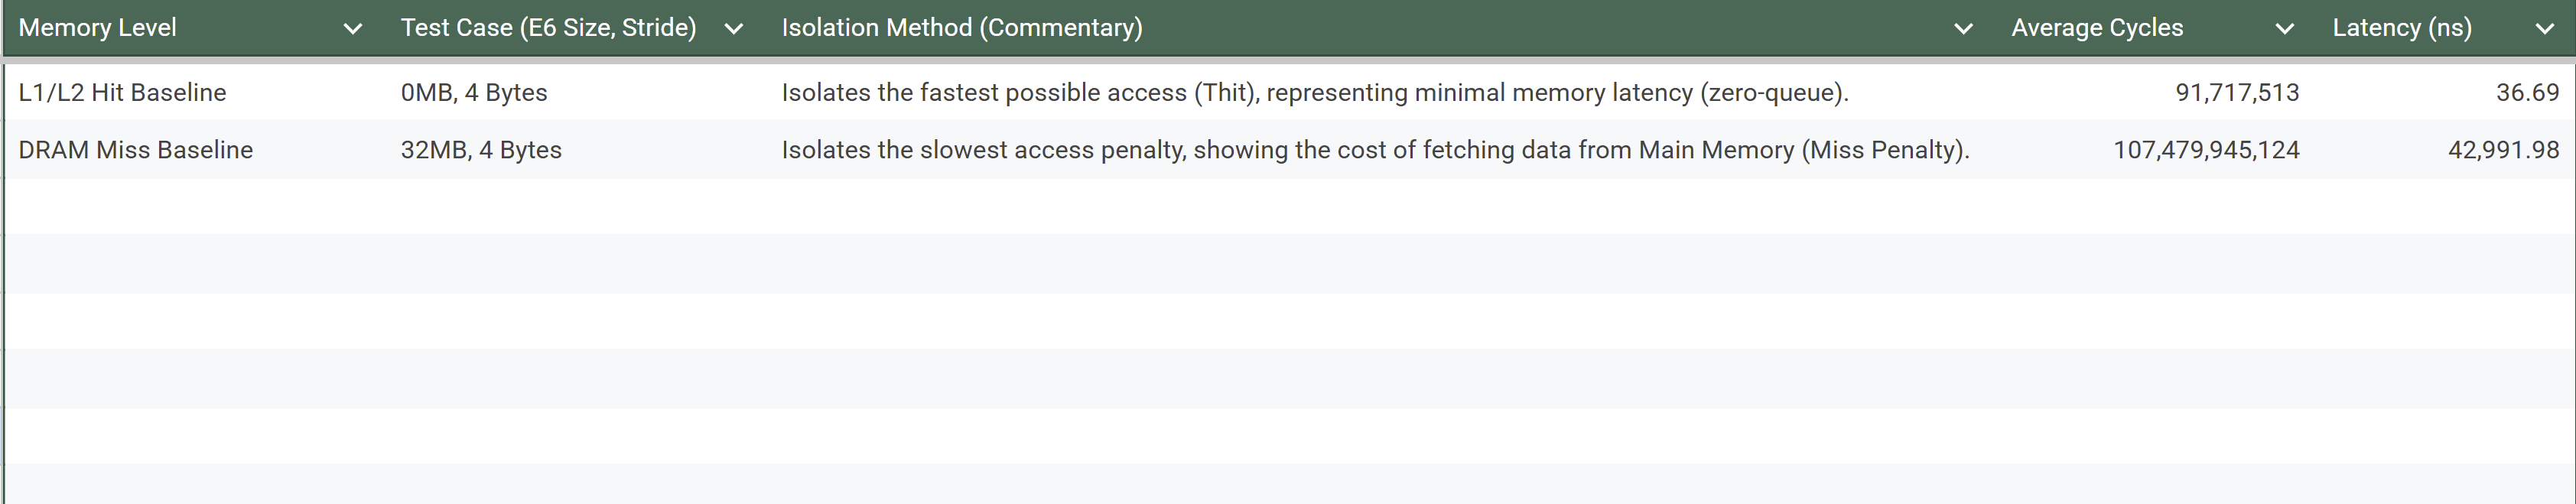 Memory Level Test Case (E6 Size, Stride) Isolation Method (Commentary) Average Cycles Latency (ns)
L1/L2 Hit Baseline 0MB, 4 Bytes Isolates the fastest possible access (Thit), representing minimal memory latency (zero-queue). 91,717,513 36.69
DRAM Miss Baseline 32MB, 4 Bytes Isolates the slowest access penalty, showing the cost of fetching data from Main Memory (Miss Penalty). 107,479,945,124 42,991.98